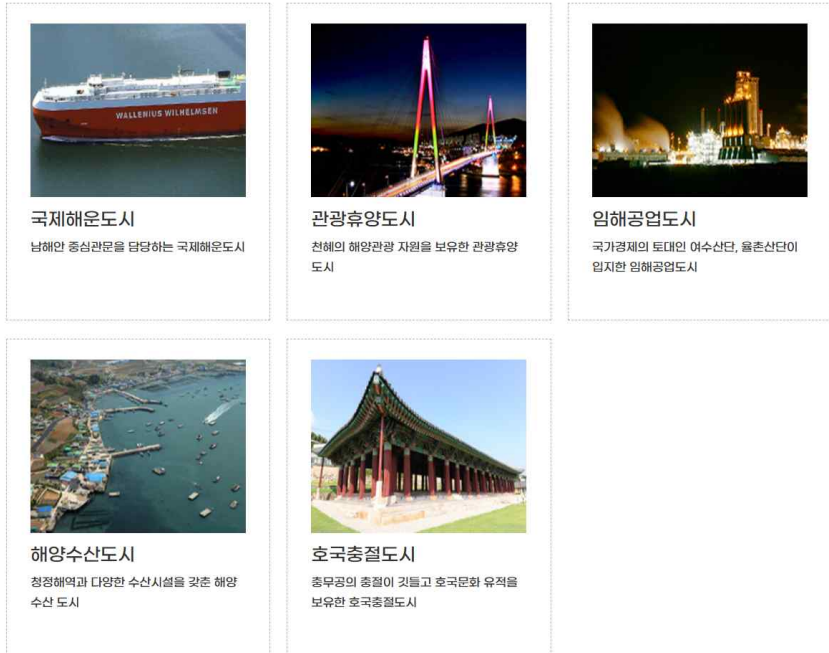 WALLENIUS WILHELMSEN
국제해운도시
남해안 중심관문을 담당하는 국제해운도시
관광휴양도시
천혜의 해양관광 자원을 보유한 관광휴양
도시
임해공업도시
국가경제의 토대인 여수산단, 율촌산단이
입지한 임해공업도시
해양수산도시
청정해역과 다양한 수산시설을 갖춘 해양
수산 도시
호국충절도시
충무공의 충절이 깃들고 호국문화 유적을
보유한 호국충절도시